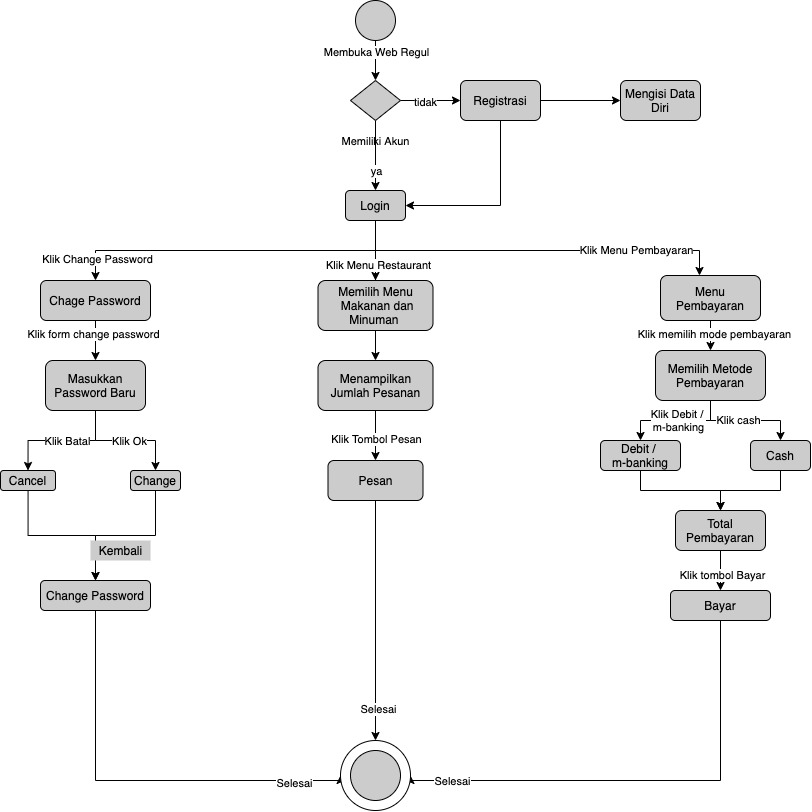 Membuka Web Regul
tidak
Registrasi
Mengisi Data
Diri
Memiliki Akun
ya
Login
Klik Change Password
Klik Menu Restaurant
Klik Menu Pembayaran
Chage Password
Memilih Menu
Makanan dan
Minuman
Menu
Pembayaran
Klik form change password
Klik memilih mode pembayaran
Masukkan
Password Baru
Menampilkan
Jumlah Pesanan
Memilih Metode
Pembayaran
Klik Batal
Klik Ok
Klik Tombol Pesan
Klik Debit /
m-banking
Klik cash
Cancel
Change
Pesan
Debit /
m-banking
Cash
Kembali
Total
Pembayaran
Klik tombol Bayar
Change Password
Bayar
Selesai
Selesai
Selesai